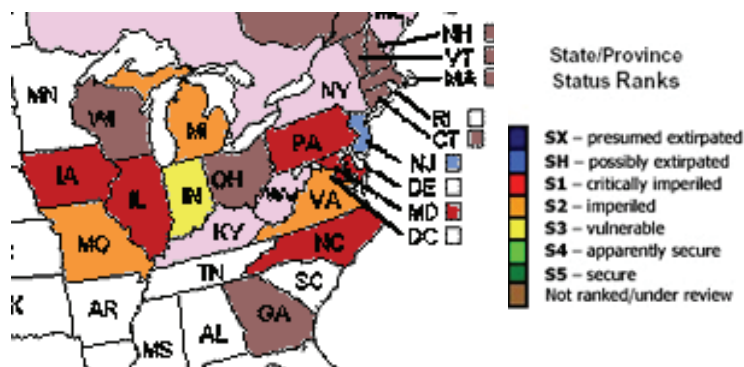 NH
VT
MA
MN
NY
WI
MI
RI
CT
PA
NJ
IA
OH
DE
IL
IN
WV
MD
VA
DC
MO
KY
NC
TN
SC
K
AR
GA
AL
MS
State/Province
Status Ranks
SX – presumed extirpated
SH – possibly extirpated
S1 – critically imperiled
S2 – imperiled
S3 – vulnerable
S4 – apparently secure
S5 – secure
Not ranked/under review